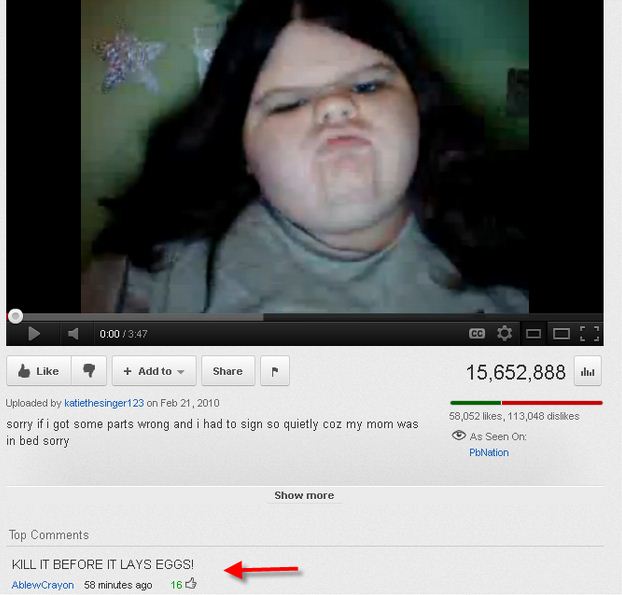 0:00 / 3:47
CC
Like
+ Add to
Share
15,652,888
Uploaded by katiethesinger123 on Feb 21, 2010
58,052 likes, 113,048 dislikes
sorry if i got some parts wrong and i had to sign so quietly coz my mom was
in bed sorry
As Seen On:
PbNation
Show more
Top Comments
KILL IT BEFORE IT LAYS EGGS!
AblewCrayon 58 minutes ago 16